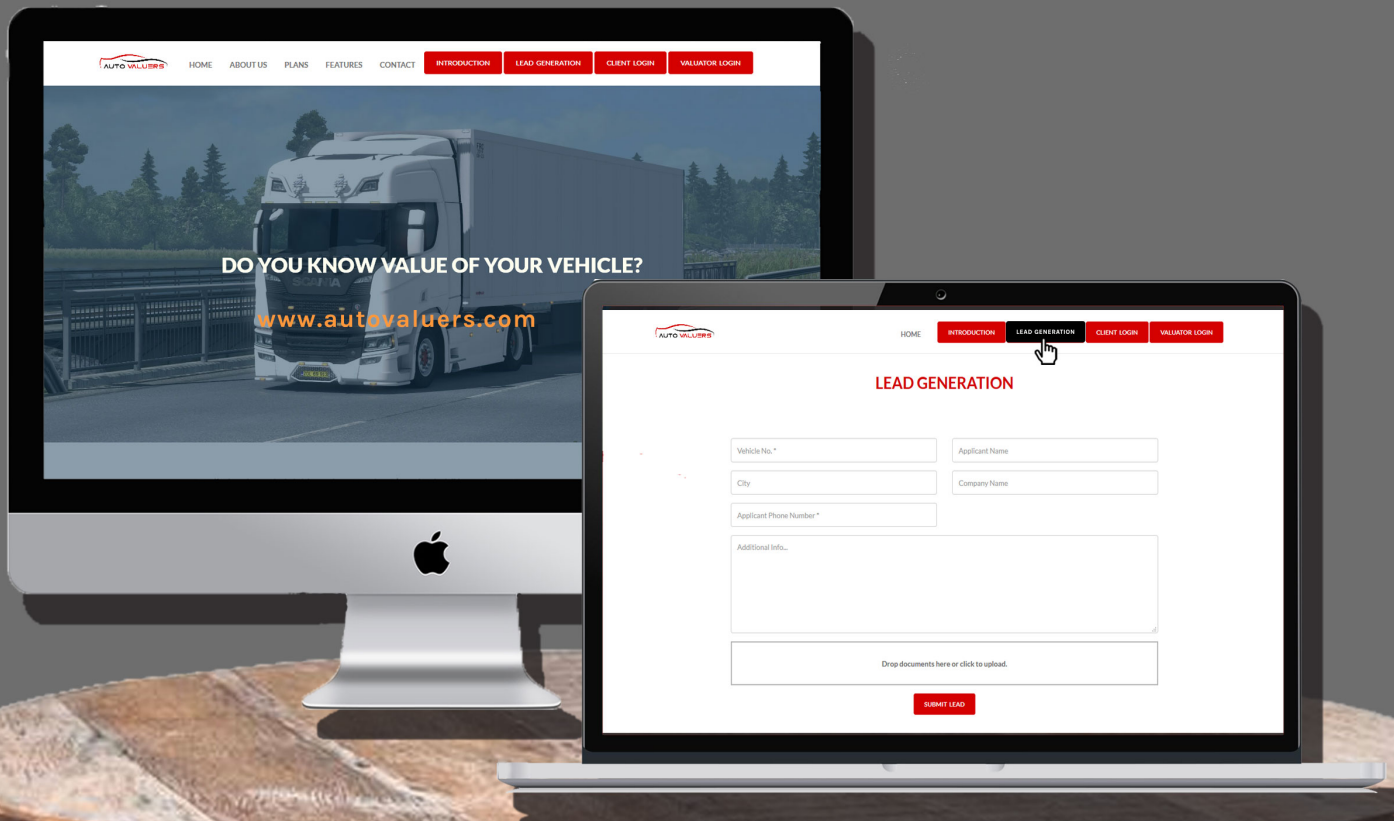 AUTO VALUERS
HOME ABOUT US PLANS FEATURES CONTACT INTRODUCTION LEAD GENERATION CLIENT LOGIN VALUATOR LOGIN
SCANIA
DO YOU KNOW VALUE OF YOUR VEHICLE?
www.autovaluers.com
AUTO VALUERS
HOME INTRODUCTION LEAD GENERATION CLIENT LOGIN VALUATOR LOGIN
LEAD GENERATION
Vehicle No. * Applicant Name
City Company Name
Applicant Phone Number *
Additional Info...
Drop documents here or click to upload.
SUBMIT LEAD